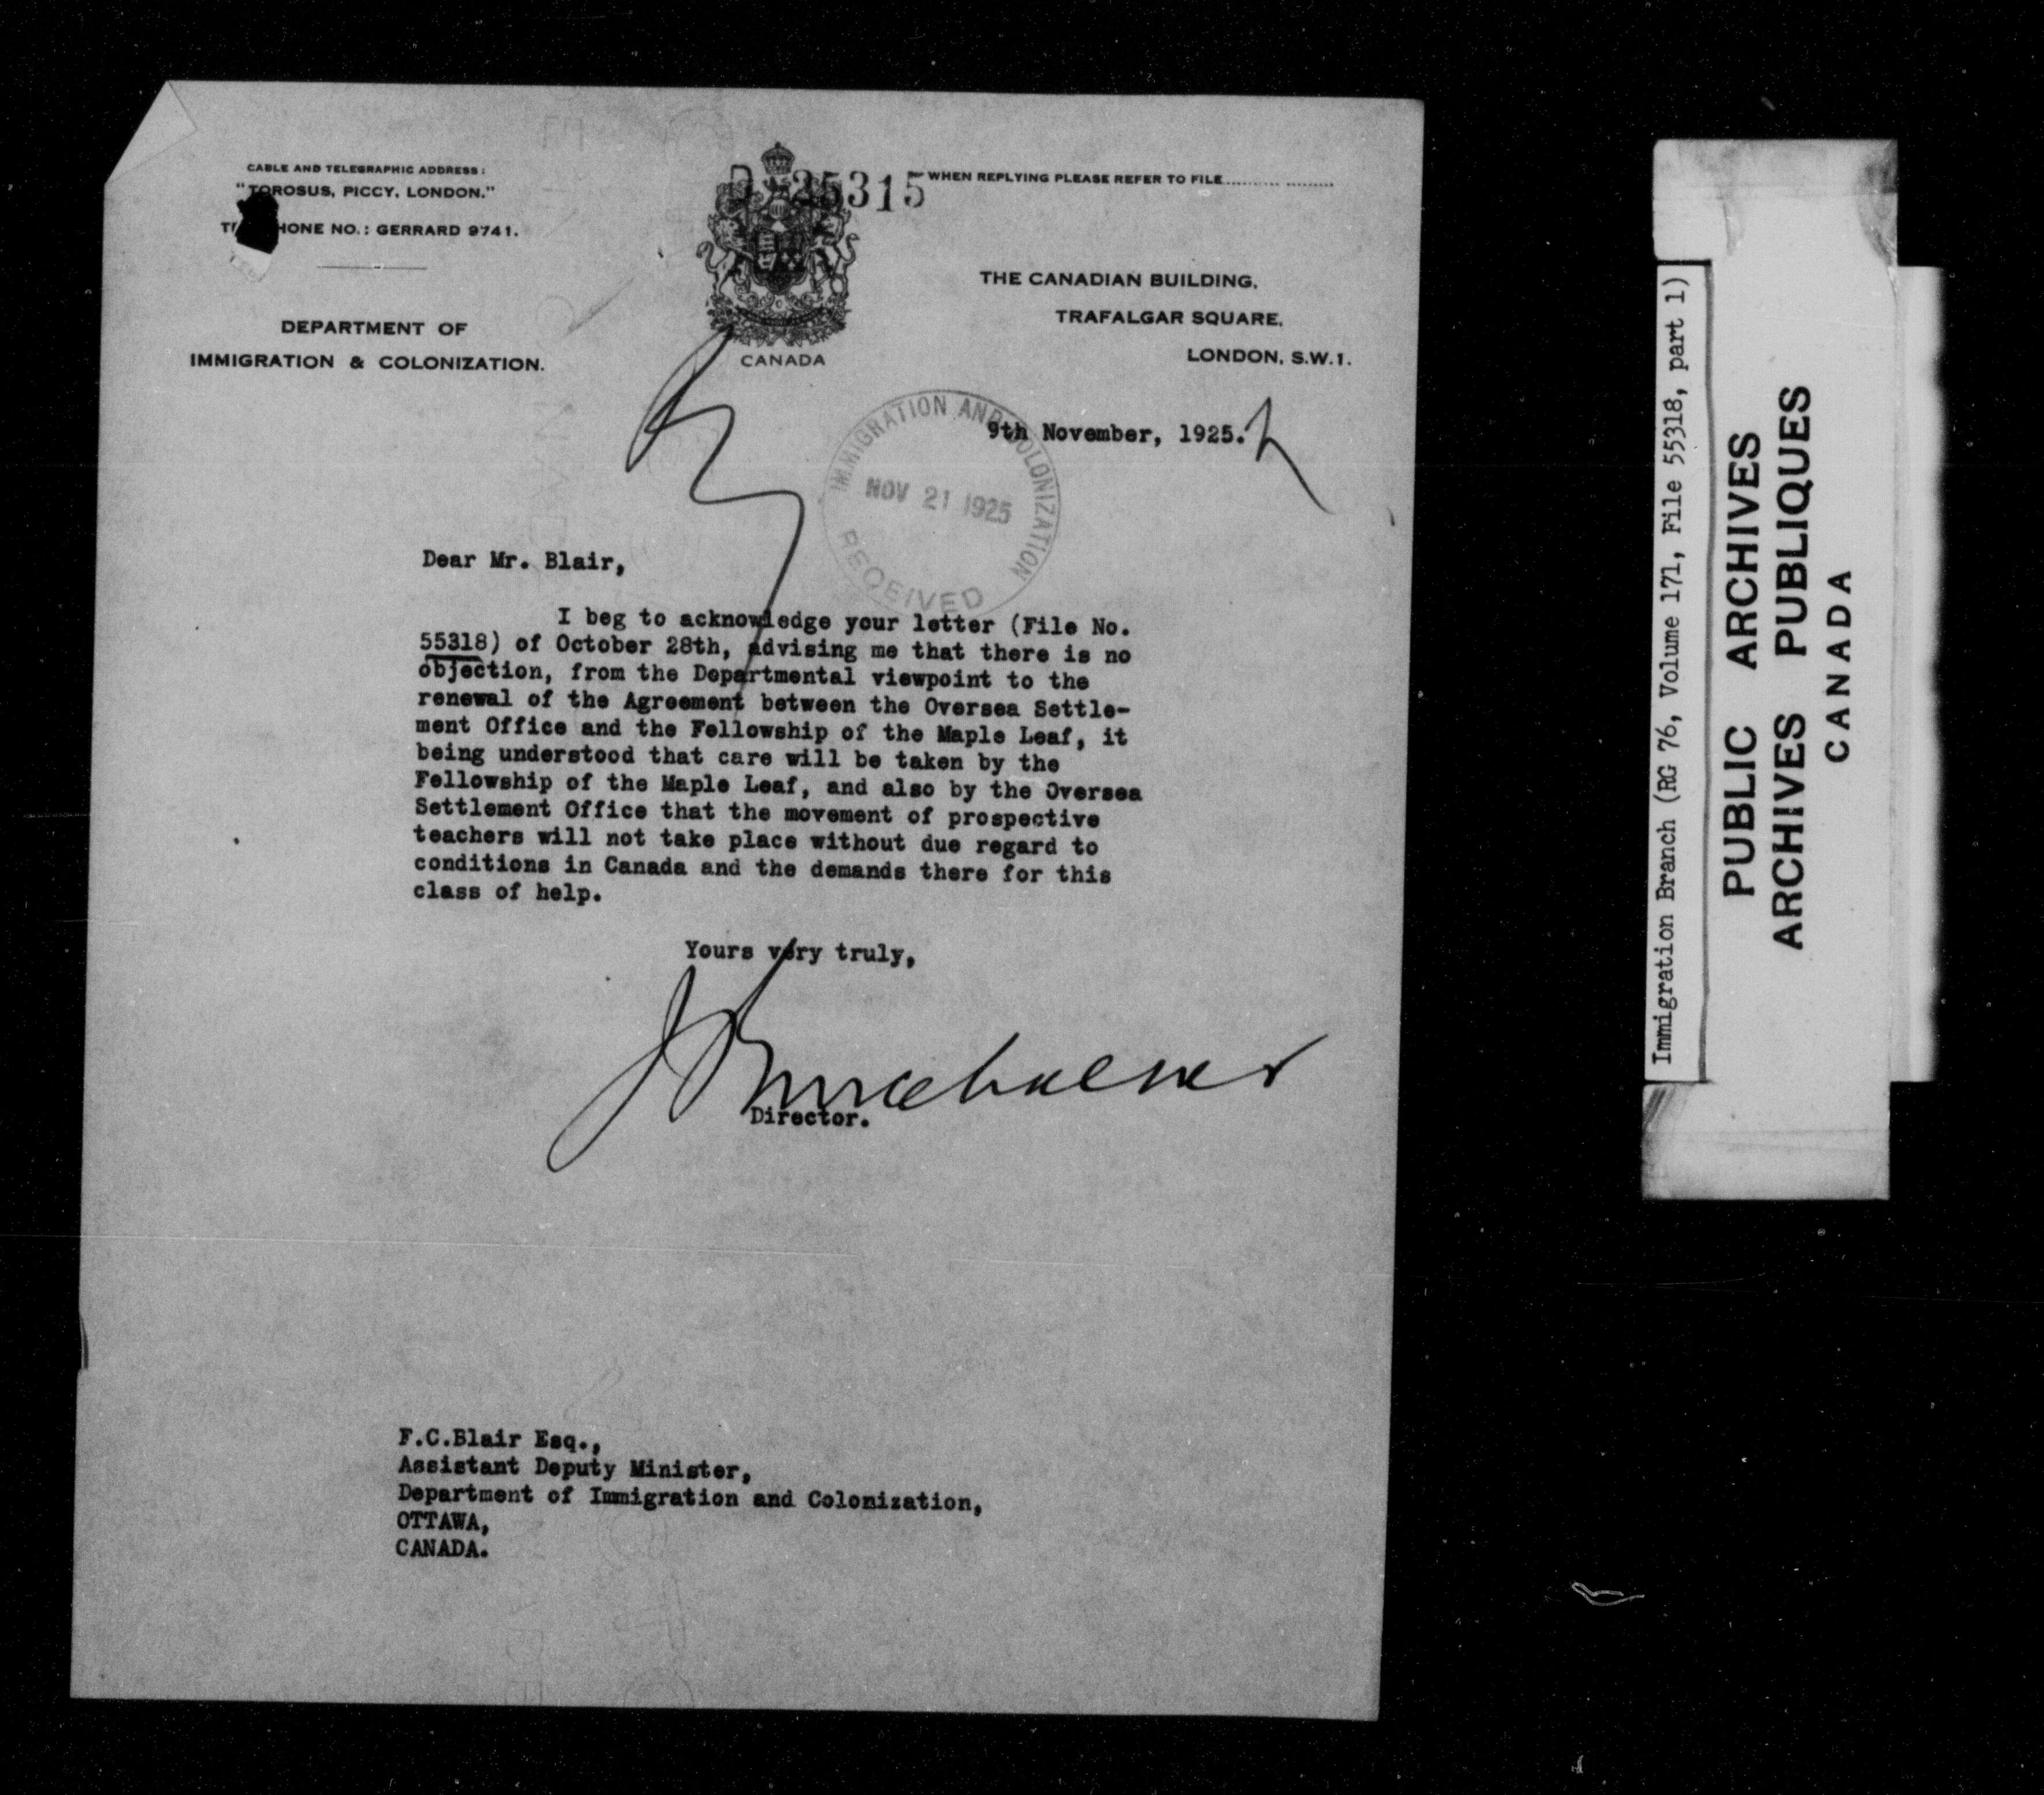 CABLE AND TELEGRAPHIC ADDRESS:
"TOROSUS, PICCY, LONDON."
HONE NO.: GERRARD 9741.
DEPARTMENT OF
IMMIGRATION & COLONIZATION.
25315
CANADA
WHEN REPLYING PLEASE REFER TO FILE
THE CANADIAN BUILDING,
TRAFALGAR SQUARE,
LONDON, S.W.1.
9th November, 1925.
IMMIGRATION AND COLONIZATION
NOV 21 1925
RECEIVED
Dear Mr. Blair,
I beg to acknowledge your letter (File No.
55318) of October 28th, advising me that there is no
objection, from the Departmental viewpoint to the
renewal of the Agreement between the Oversea Settle-
ment Office and the Fellowship of the Maple Leaf, it
being understood that care will be taken by the
Fellowship of the Maple Leaf, and also by the Oversea
Settlement Office that the movement of prospective
teachers will not take place without due regard to
conditions in Canada and the demands there for this
class of help.
Yours very truly,
Director.
F.C.Blair Esq.,
Assistant Deputy Minister,
Department of Immigration and Colonization,
OTTAWA,
CANADA.
Immigration Branch (RG 76, Volume 171, File 55318, part 1)
PUBLIC ARCHIVES
ARCHIVES PUBLIQUES
CANADA